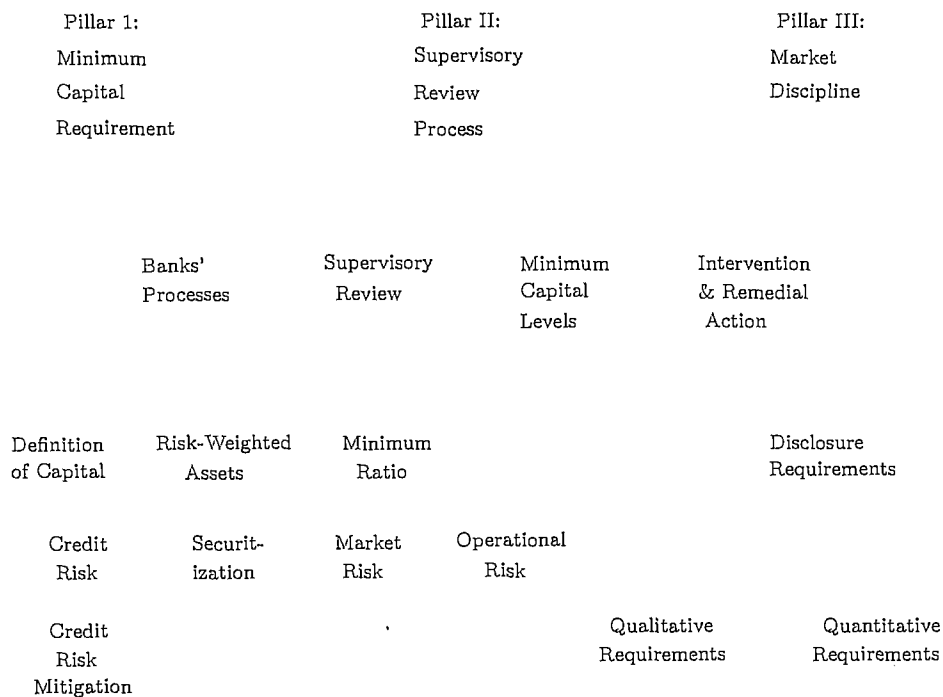 Pillar 1:
Minimum
Capital
Requirement
Pillar II:
Supervisory
Review
Process
Pillar III:
Market
Discipline
Banks'
Processes
Supervisory
Review
Minimum
Capital
Levels
Intervention
& Remedial
Action
Definition
of Capital
Risk-Weighted
Assets
Minimum
Ratio
Disclosure
Requirements
Credit
Risk
Securit-
ization
Market
Risk
Operational
Risk
Credit
Risk
Mitigation
Qualitative
Requirements
Quantitative
Requirements